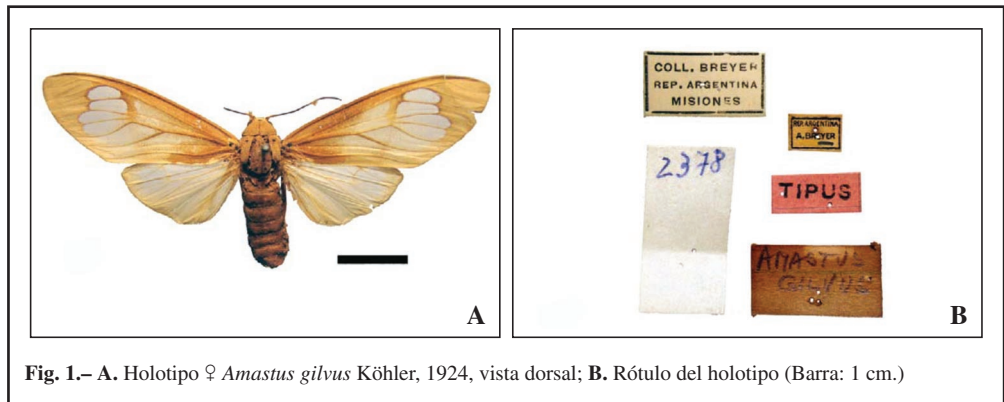 A
COLL. BREYER
REP. ARGENTINA
MISIONES
REP. ARGENTINA
A. BREYER
2378
TIPUS
AMASTUS
GILVUS
B
Fig. 1.– A. Holotipo ♀ Amastus gilvus Köhler, 1924, vista dorsal; B. Rótulo del holotipo (Barra: 1 cm.)